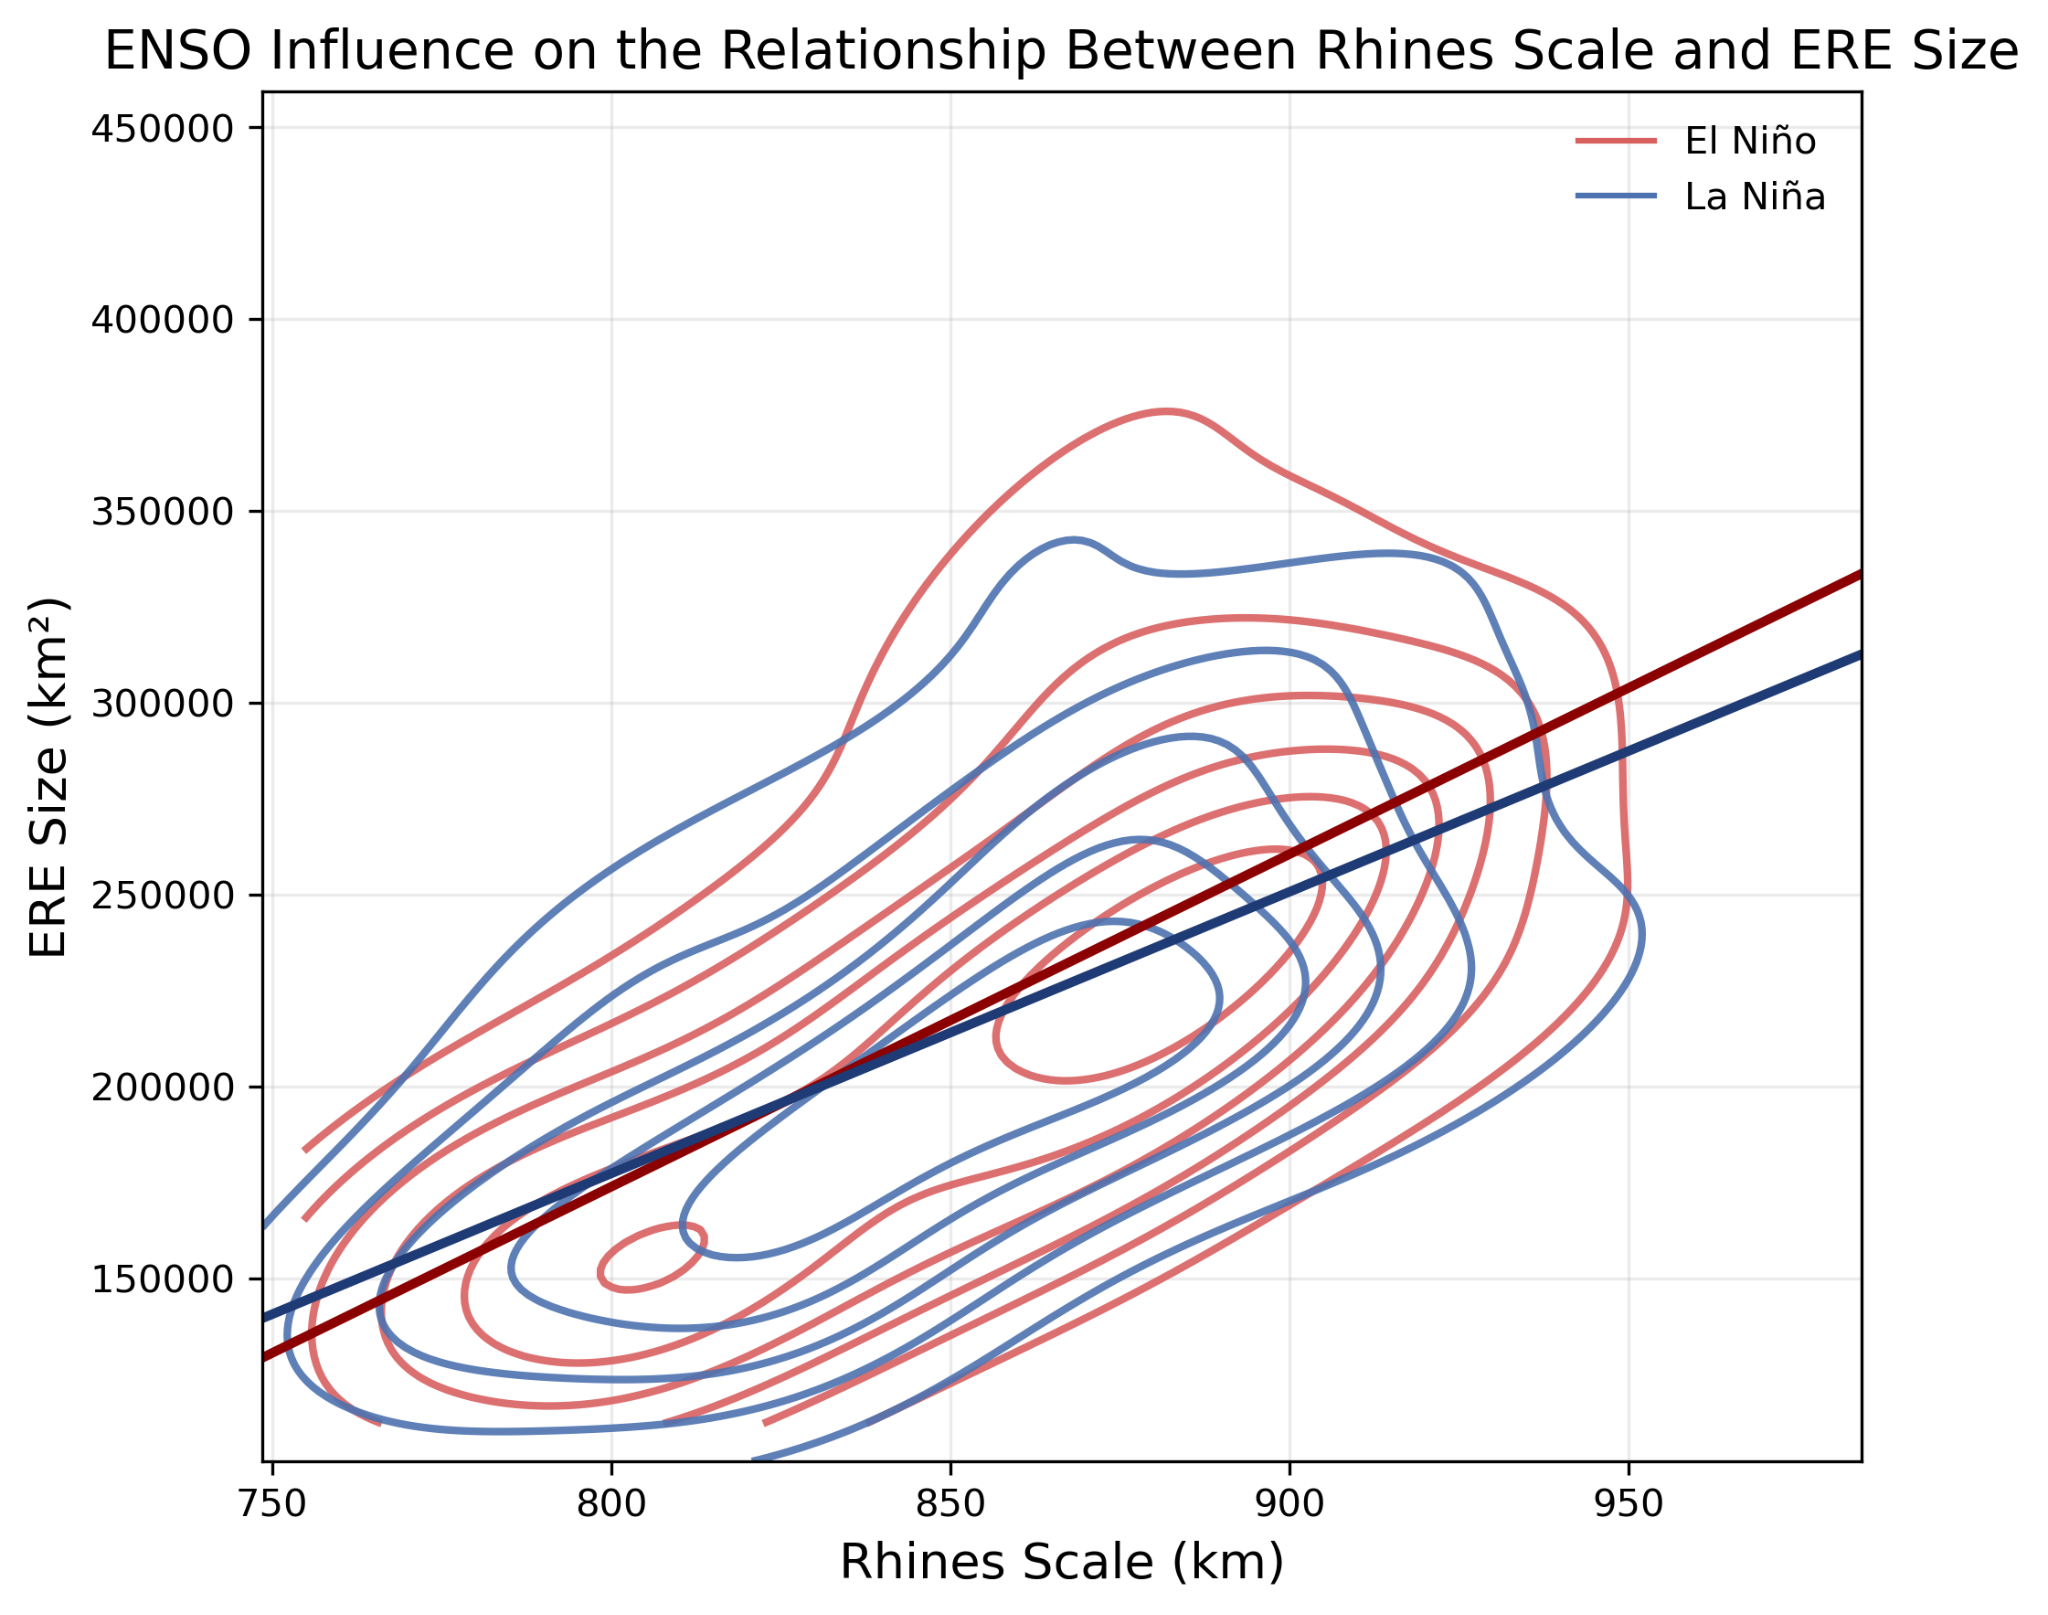 ENSO Influence on the Relationship Between Rhines Scale and ERE Size
El Niño
La Niña
450000
400000
350000
300000
250000
200000
150000
ERE Size (km²)
750 800 850 900 950
Rhines Scale (km)